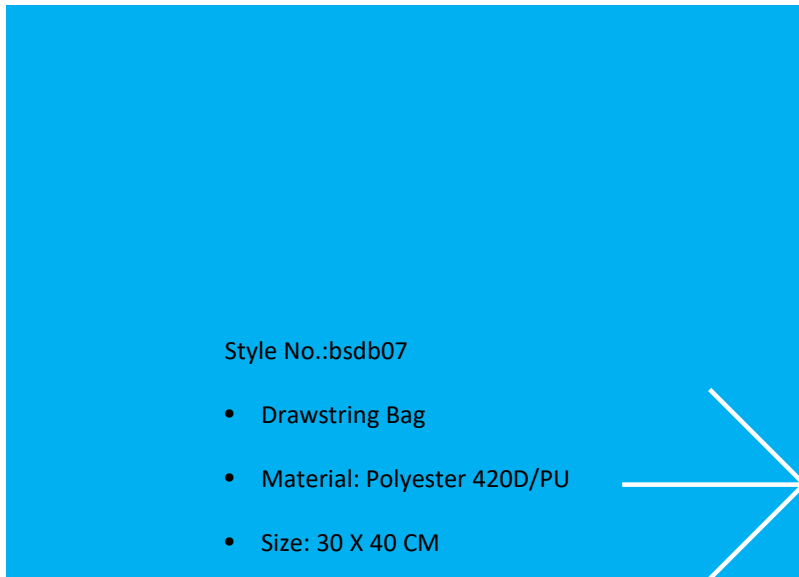 Style No.:bsdb07
• Drawstring Bag
• Material: Polyester 420D/PU
• Size: 30 X 40 CM